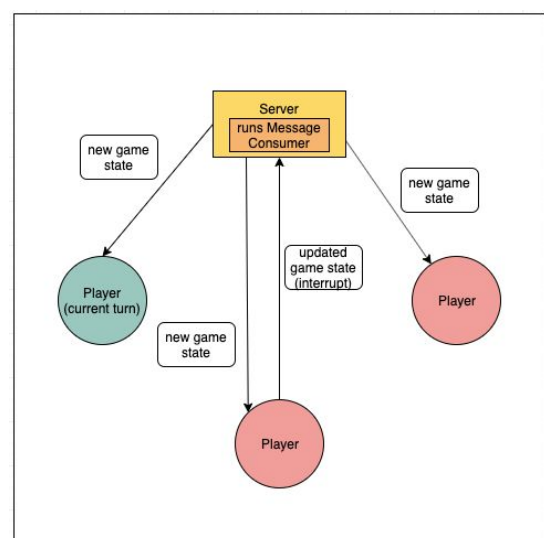 Server
runs Message
Consumer
new game
state
new game
state
updated
game state
(interrupt)
Player
(current turn)
Player
new game
state
Player